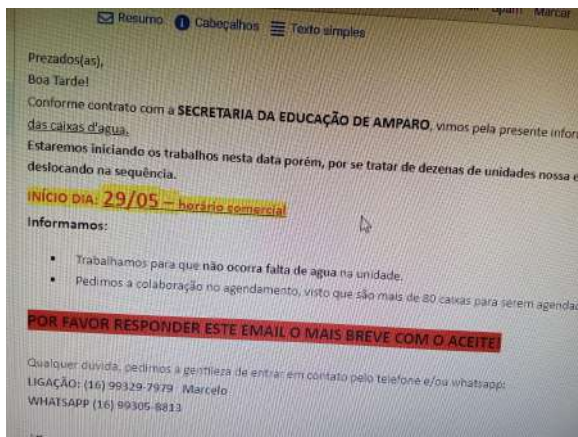 Resumo Cabeçalhos Texto simples
Spam Marcar
Prezados(as),
Boa Tarde!
Conforme contrato com a SECRETARIA DA EDUCAÇÃO DE AMPARO, vimos pela presente infor
das caixas d'agua.
Estaremos iniciando os trabalhos nesta data porém, por se tratar de dezenas de unidades nossa e
deslocando na sequência.
INÍCIO DIA: 29/05 – horário comercial
Informamos:
Trabalhamos para que não ocorra falta de agua na unidade.
Pedimos a colaboração no agendamento, visto que são mais de 80 caixas para serem agenda
POR FAVOR RESPONDER ESTE EMAIL O MAIS BREVE COM O ACEITE!
Qualquer duvida, pedimos a gentileza de entrar em contato pelo telefone e/ou whatsapp:
LIGAÇÃO: (16) 99329-7979 Marcelo
WHATSAPP (16) 99305-8813